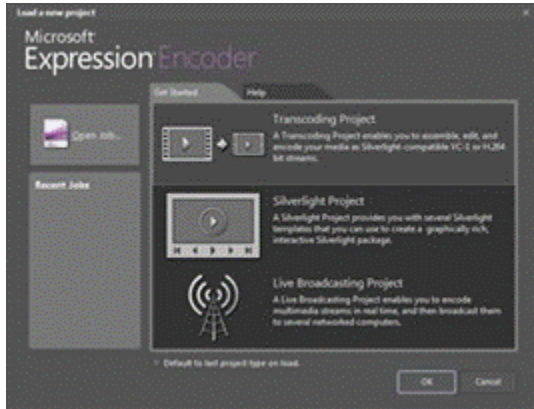 Load a new project
Microsoft
Expression Encoder
Get Started
Help
Open Job...
Recent Jobs
Transcoding Project
A Transcoding Project enables you to assemble, edit, and
encode your media as Silverlight-compatible VC-1 or H.264
bit streams.
Silverlight Project
A Silverlight Project provides you with several Silverlight
templates that you can use to create a graphically rich,
interactive Silverlight package.
Live Broadcasting Project
A Live Broadcasting Project enables you to encode
multimedia streams in real time, and then broadcast them
to several networked computers.
Default to last project type on load.
OK
Cancel